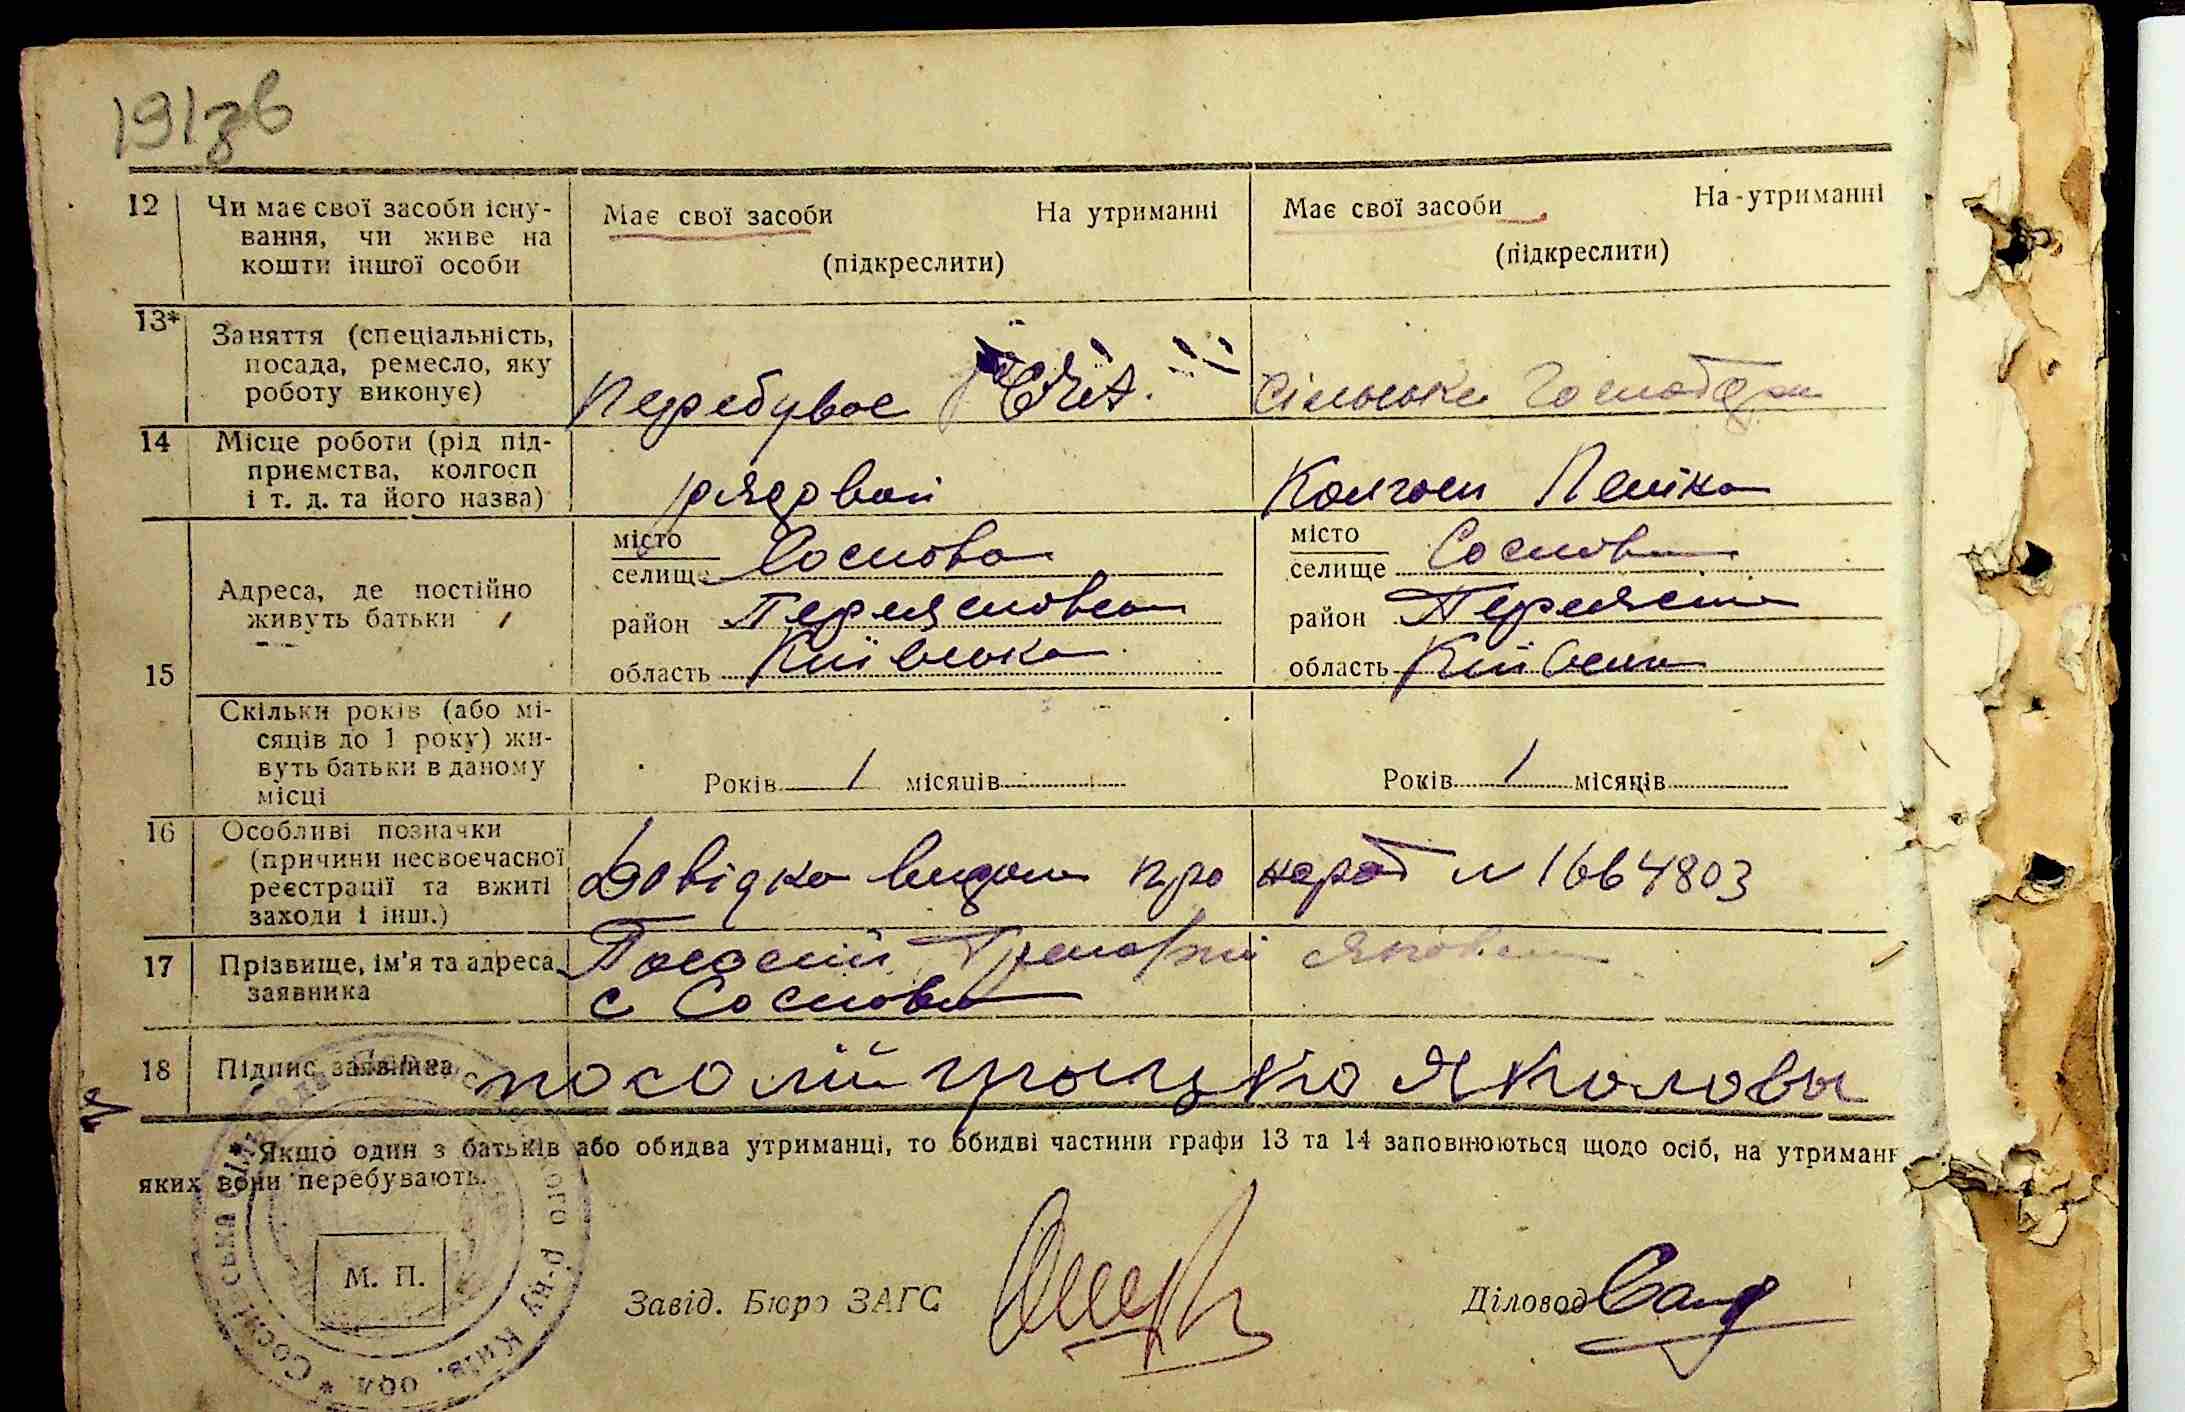 191зв
12 Чи має свої засоби існу- Має свої засоби На утриманні Має свої засоби На-утриманні
вання, чи живе на
кошти іншої особи (підкреслити) (підкреслити)
13* Заняття (спеціальність,
посада, ремесло, яку
роботу виконує) Перебуває
14 Місце роботи (рід під-
приємства, колгосп рядовий Колгосп Леніна
і т. д. та його назва)
місто місто
селище Соснова селище Соснова
15 Адреса, де постійно
живуть батьки район район
область Київська область
Скільки років (або мі-
сяців до 1 року) жи-
вуть батьки в даному Років 1 місяців Років 1 місяців
місці
16 Особливі позначки
(причини несвоєчасної
реєстрації та вжиті Довідка видана про народ N 1664803
заходи і інш.)
17 Прізвище, ім'я та адреса
заявника с Соснова
18 Підпис заявника
* Якщо один з батьків або обидва утриманці, то обидві частини графи 13 та 14 заповнюються щодо осіб, на утриманн
яких вони перебувають.
М. П.
Завід. Бюро ЗАГС Діловод